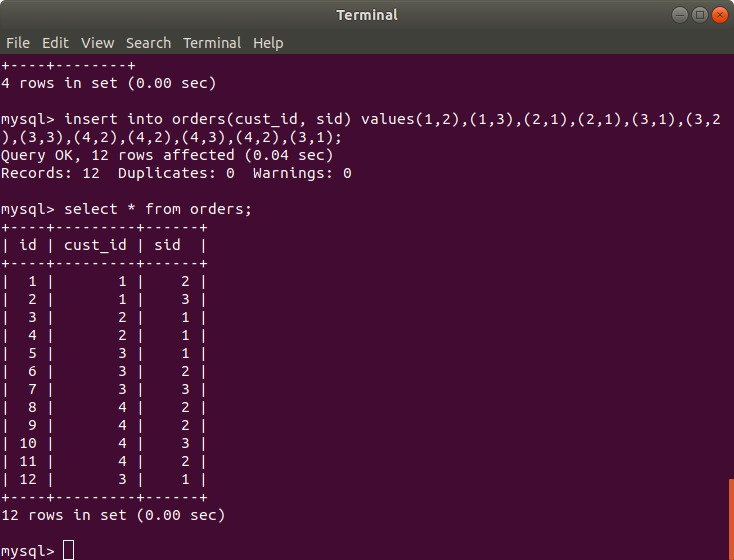 Terminal
File Edit View Search Terminal Help
+----+--------+
4 rows in set (0.00 sec)
mysql> insert into orders(cust_id, sid) values(1,2),(1,3),(2,1),(2,1),(3,1),(3,2
),(3,3),(4,2),(4,2),(4,3),(4,2),(3,1);
Query OK, 12 rows affected (0.04 sec)
Records: 12  Duplicates: 0  Warnings: 0
mysql> select * from orders;
+----+---------+------+
| id | cust_id | sid  |
+----+---------+------+
|  1 |       1 |    2 |
|  2 |       1 |    3 |
|  3 |       2 |    1 |
|  4 |       2 |    1 |
|  5 |       3 |    1 |
|  6 |       3 |    2 |
|  7 |       3 |    3 |
|  8 |       4 |    2 |
|  9 |       4 |    2 |
| 10 |       4 |    3 |
| 11 |       4 |    2 |
| 12 |       3 |    1 |
+----+---------+------+
12 rows in set (0.00 sec)
mysql>